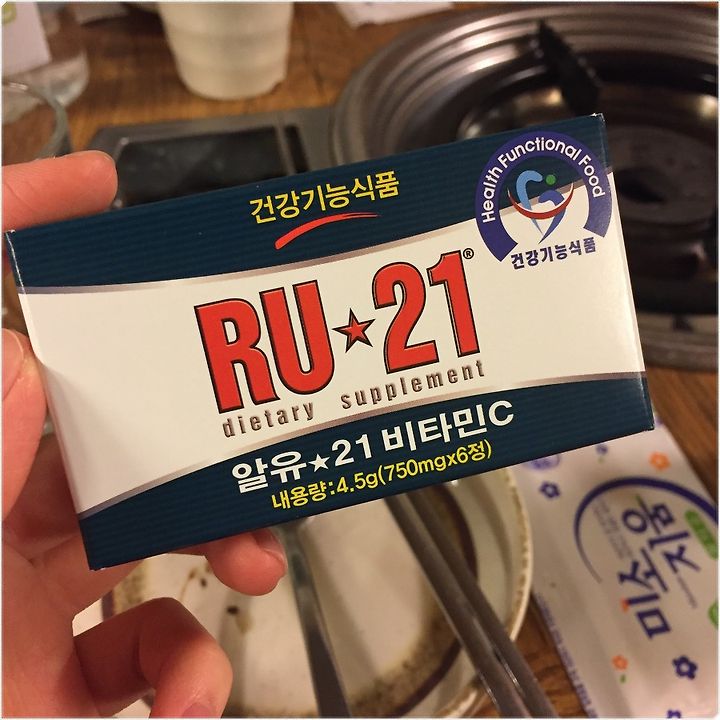 건강기능식품
Health Functional Food
건강기능식품
RU★21®
dietary supplement
알유★21 비타민C
내용량:4.5g(750mgx6정)
미소지움